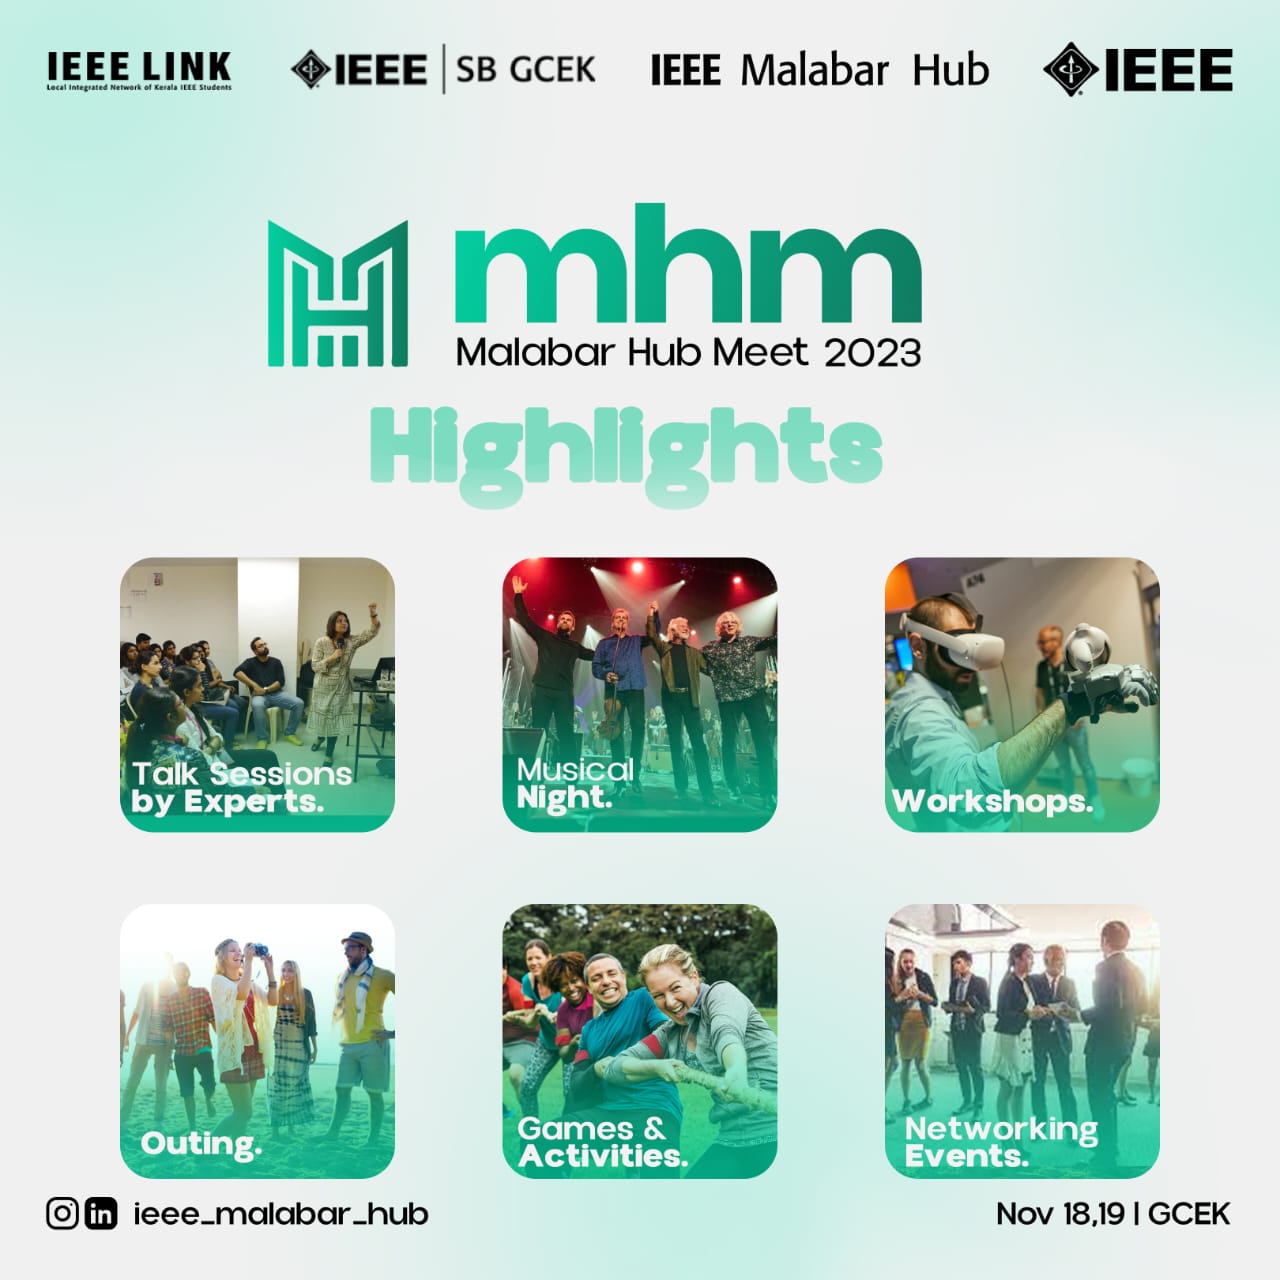 IEEE LINK
Local Integrated Network of Kerala IEEE Students
IEEE | SB GCEK
IEEE Malabar Hub
IEEE
mhm
Malabar Hub Meet 2023
Highlights
Talk Sessions
by Experts.
Musical
Night.
Workshops.
Outing.
Games &
Activities.
Networking
Events.
ieee_malabar_hub
Nov 18,19 | GCEK